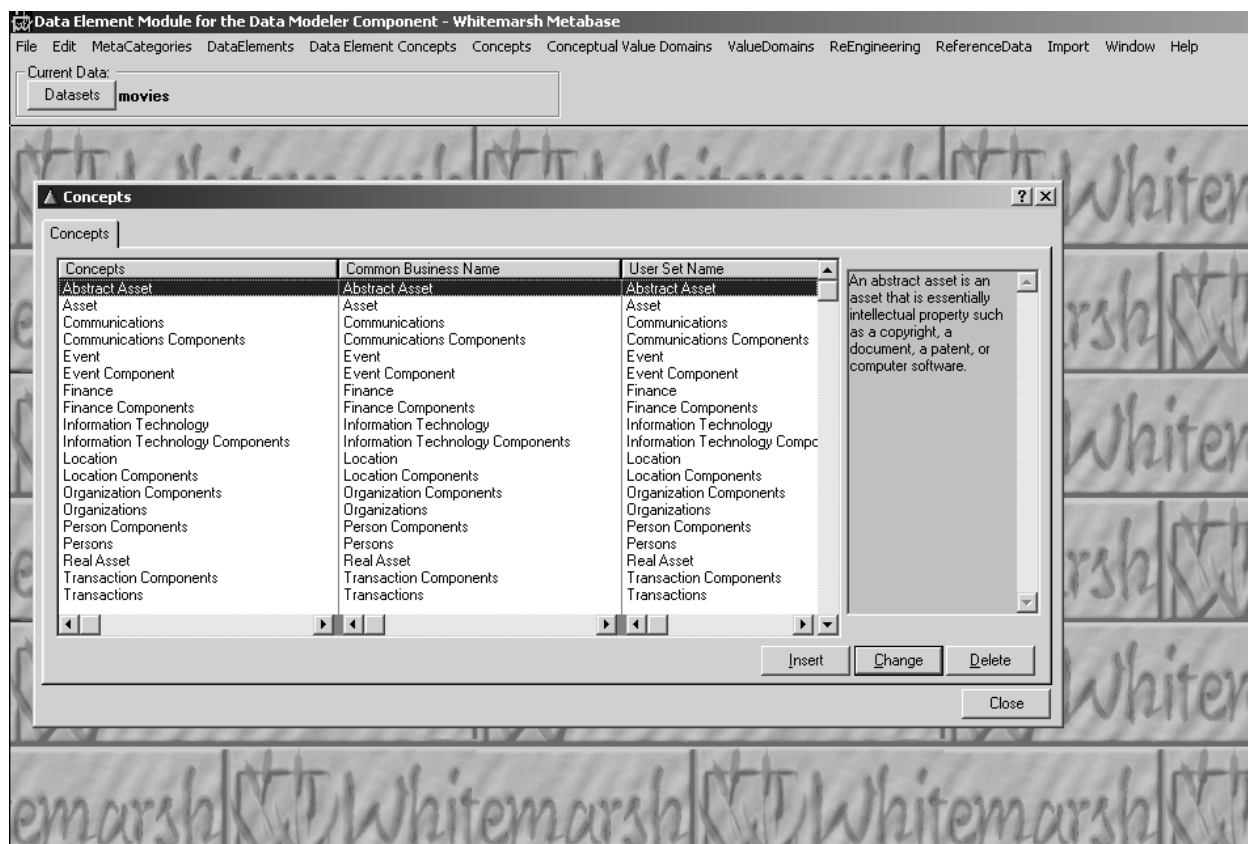 Data Element Module for the Data Modeler Component - Whitemarsh Metabase
File Edit MetaCategories DataElements Data Element Concepts Concepts Conceptual Value Domains ValueDomains ReEngineering ReferenceData Import Window Help
Current Data:
Datasets movies
Concepts
Concepts
Concepts Common Business Name User Set Name
Abstract Asset Abstract Asset Abstract Asset
Asset Asset Asset
Communications Communications Communications
Communications Components Communications Components Communications Components
Event Event Event
Event Component Event Component Event Component
Finance Finance Finance
Finance Components Finance Components Finance Components
Information Technology Information Technology Information Technology
Information Technology Components Information Technology Components Information Technology Compc
Location Location Location
Location Components Location Components Location Components
Organization Components Organization Components Organization Components
Organizations Organizations Organizations
Person Components Person Components Person Components
Persons Persons Persons
Real Asset Real Asset Real Asset
Transaction Components Transaction Components Transaction Components
Transactions Transactions Transactions
An abstract asset is an
asset that is essentially
intellectual property such
as a copyright, a
document, a patent, or
computer software.
Insert Change Delete
Close
Whitemarsh
Whitemarsh